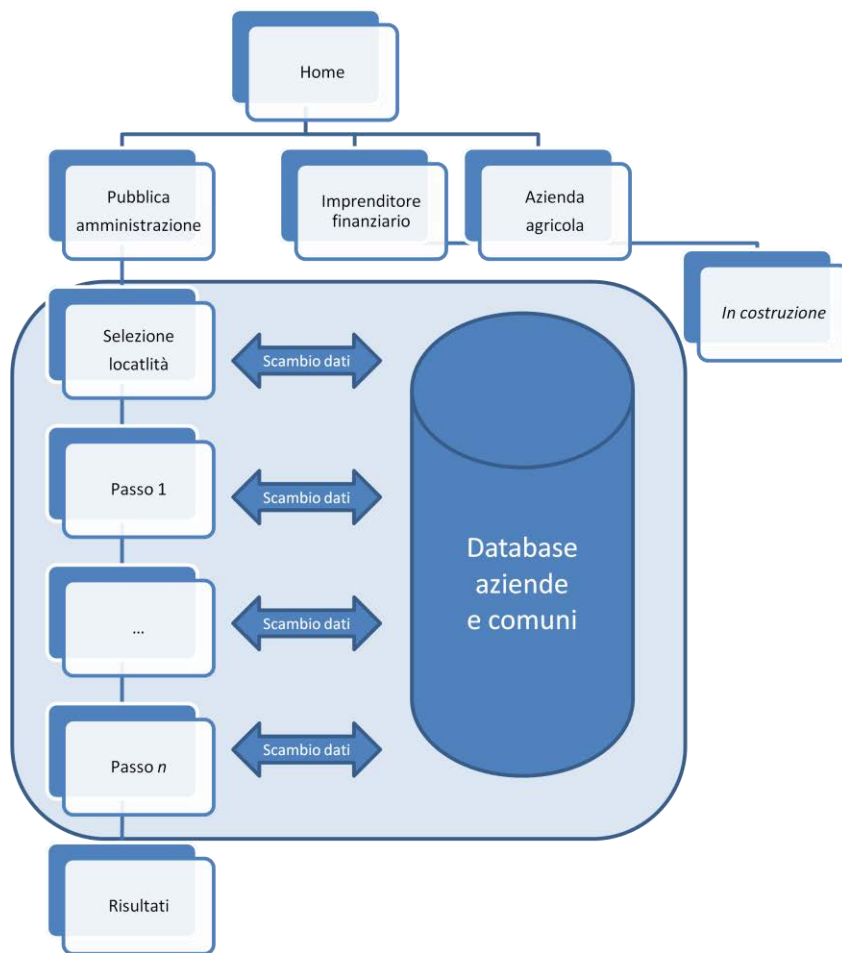 Home
Pubblica
amministrazione
Imprenditore
finanziario
Azienda
agricola
In costruzione
Selezione
locatlità
Scambio dati
Passo 1
Scambio dati
Database
aziende
e comuni
...
Scambio dati
Passo n
Scambio dati
Risultati